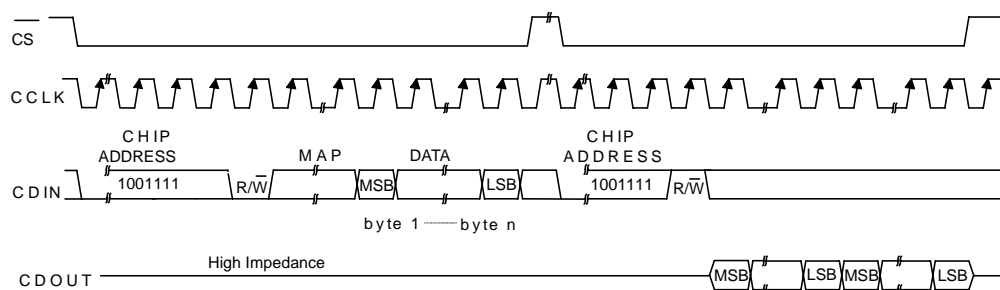 CS
CCLK
CHIP
ADDRESS
MAP
DATA
CHIP
ADDRESS
CDIN
1001111
R/W
MSB
LSB
1001111
R/W
byte 1
byte n
High Impedance
CDOUT
MSB
LSB
MSB
LSB